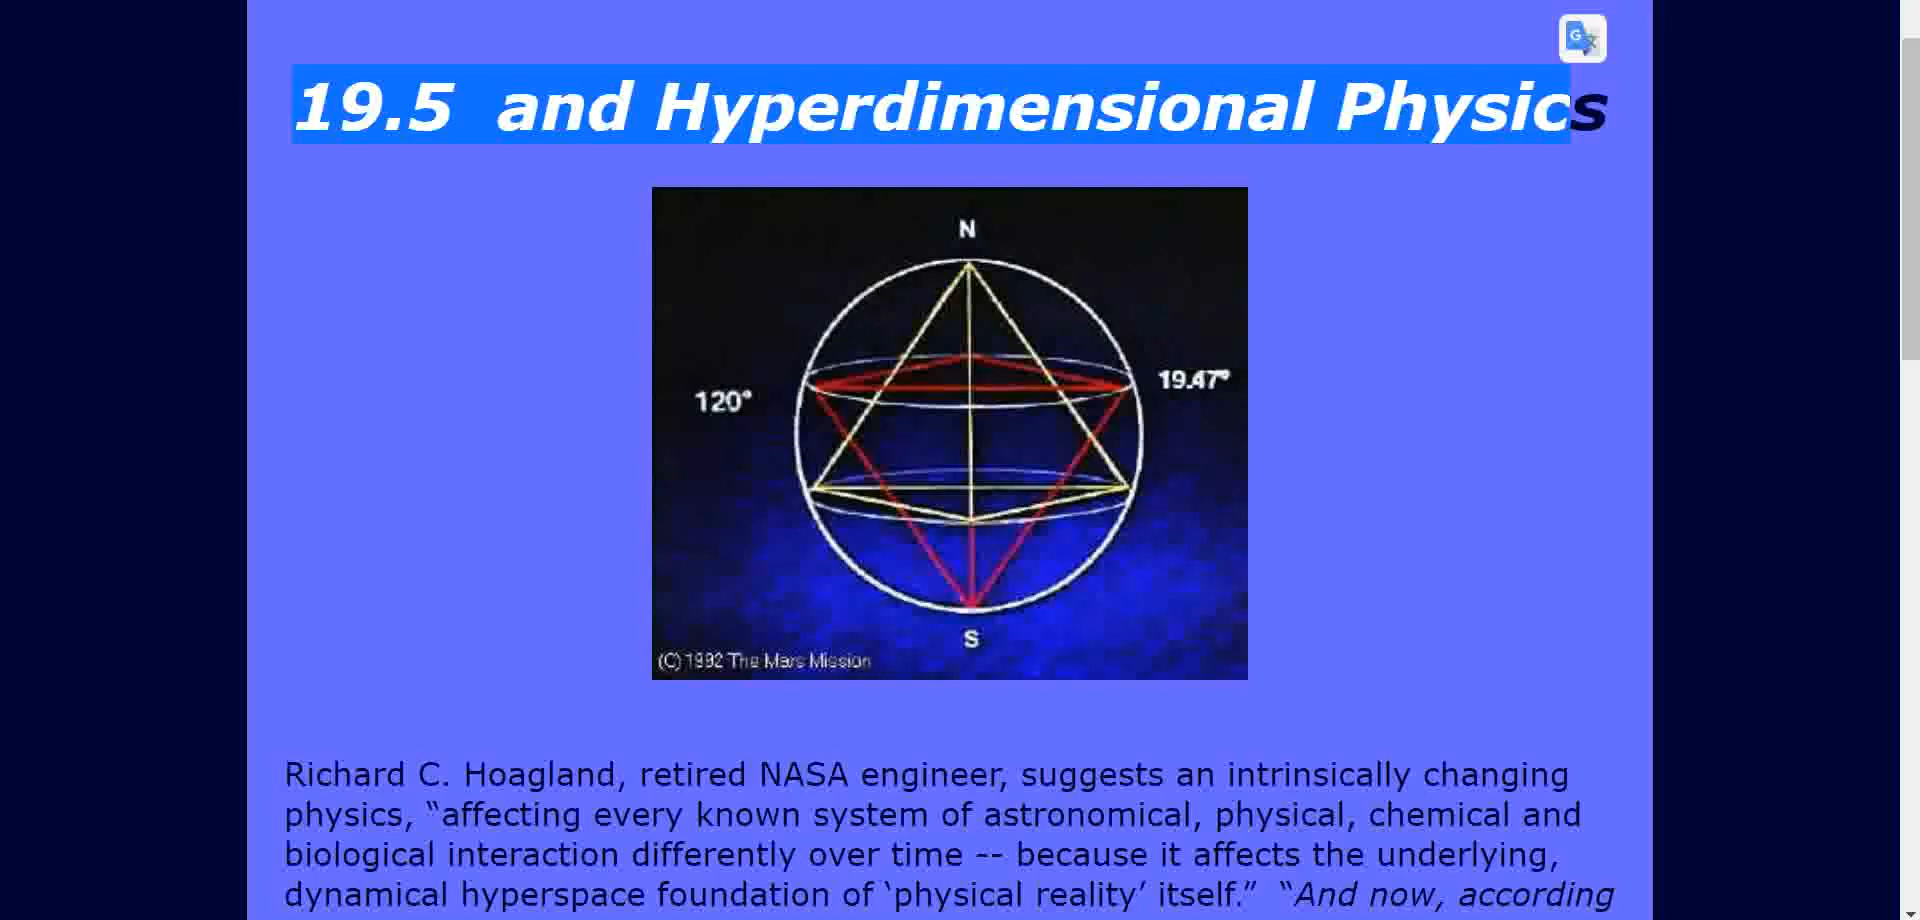 19.5 and Hyperdimensional Physics
N
120°
19.47°
S
(C) 1992 The Mars Mission
Richard C. Hoagland, retired NASA engineer, suggests an intrinsically changing
physics, “affecting every known system of astronomical, physical, chemical and
biological interaction differently over time -- because it affects the underlying,
dynamical hyperspace foundation of ‘physical reality’ itself.” “And now, according